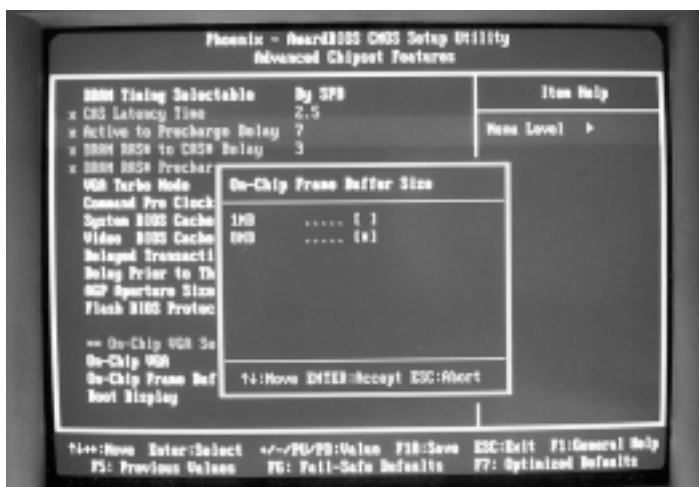 Phoenix - AwardBIOS CMOS Setup Utility
Advanced Chipset Features
DRAM Timing Selectable By SPD
x CAS Latency Time 2.5
x Active to Precharge Delay 7
x DRAM RAS# to CAS# Delay 3
x DRAM RAS# Prechar
VGA Turbo Mode
Command Pre Clock
System BIOS Cache
Video BIOS Cache
Delayed Transacti
Delay Prior to Th
AGP Aperture Size
Flash BIOS Protec
** On-Chip VGA Se
On-Chip VGA
On-Chip Frame Buf
Boot Display
Item Help
Menu Level ▸
On-Chip Frame Buffer Size
1MB ..... [ ]
8MB ..... [■]
↑↓:Move ENTER:Accept ESC:Abort
↑↓→←:Move Enter:Select +/-/PU/PD:Value F10:Save ESC:Exit F1:General Help
F5: Previous Values F6: Fail-Safe Defaults F7: Optimized Defaults